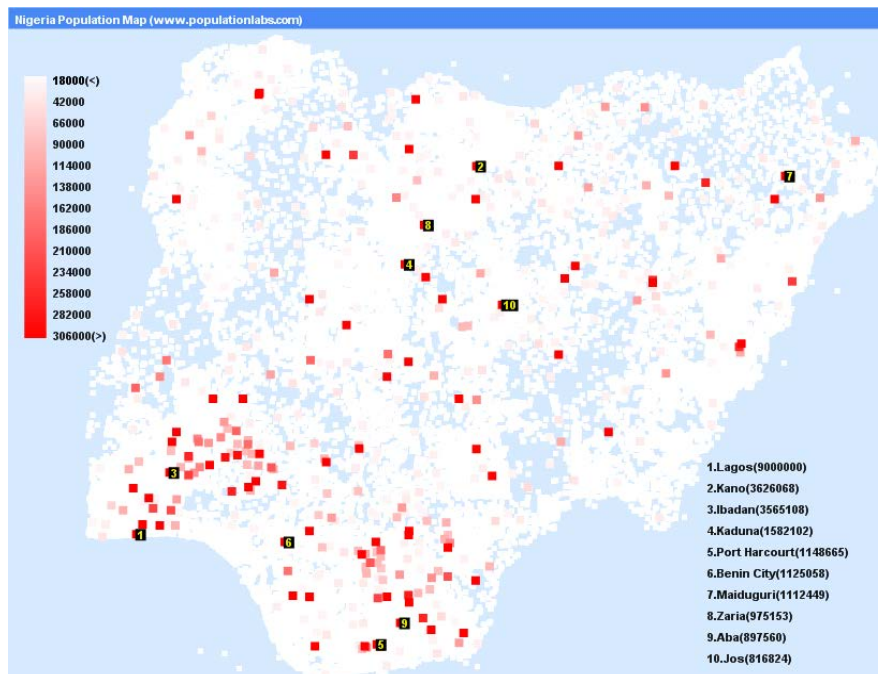 Nigeria Population Map (www.populationlabs.com)
18000(<)
42000
66000
90000
114000
138000
162000
186000
210000
234000
258000
282000
306000(>)
2
7
8
4
10
3
1
6
9
5
1.Lagos(9000000)
2.Kano(3626068)
3.Ibadan(3565108)
4.Kaduna(1582102)
5.Port Harcourt(1148665)
6.Benin City(1125058)
7.Maiduguri(1112449)
8.Zaria(975153)
9.Aba(897560)
10.Jos(816824)